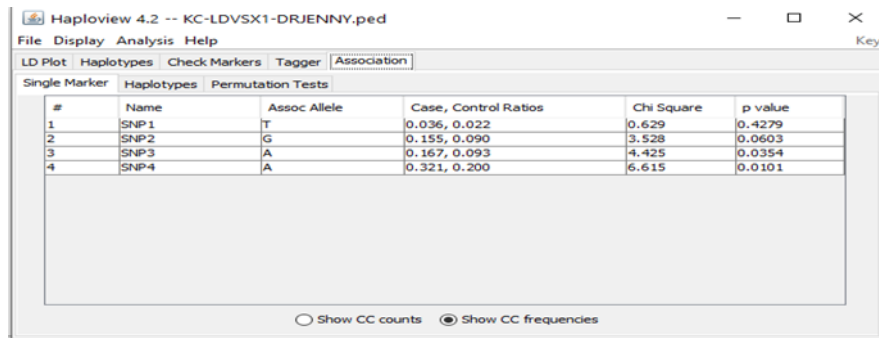 Haploview 4.2 -- KC-LDVSX1-DRJENNY.ped
File Display Analysis Help Key
LD Plot Haplotypes Check Markers Tagger Association
Single Marker Haplotypes Permutation Tests
# Name Assoc Allele Case, Control Ratios Chi Square p value
1 SNP1 T 0.036, 0.022 0.629 0.4279
2 SNP2 G 0.155, 0.090 3.528 0.0603
3 SNP3 A 0.167, 0.093 4.425 0.0354
4 SNP4 A 0.321, 0.200 6.615 0.0101
Show CC counts Show CC frequencies